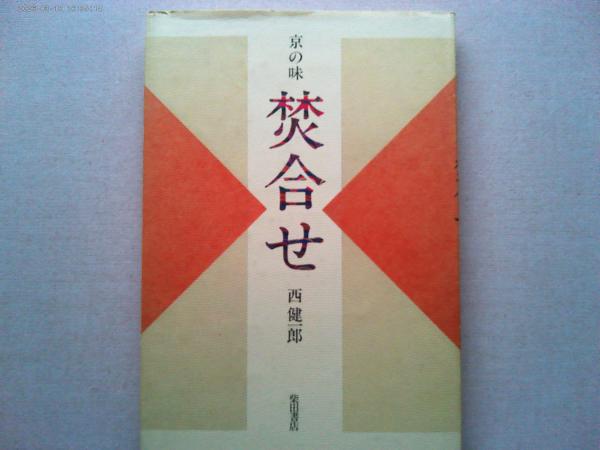 京の味
焚合せ
西健一郎
柴田書店